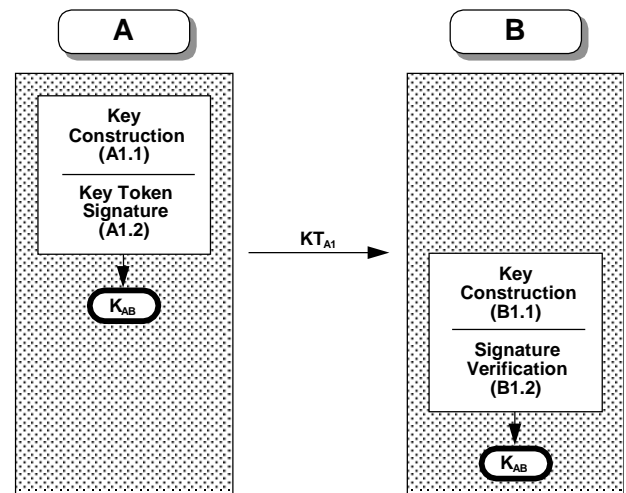 A
B
Key
Construction
(A1.1)
Key Token
Signature
(A1.2)
KTA1
KAB
Key
Construction
(B1.1)
Signature
Verification
(B1.2)
KAB